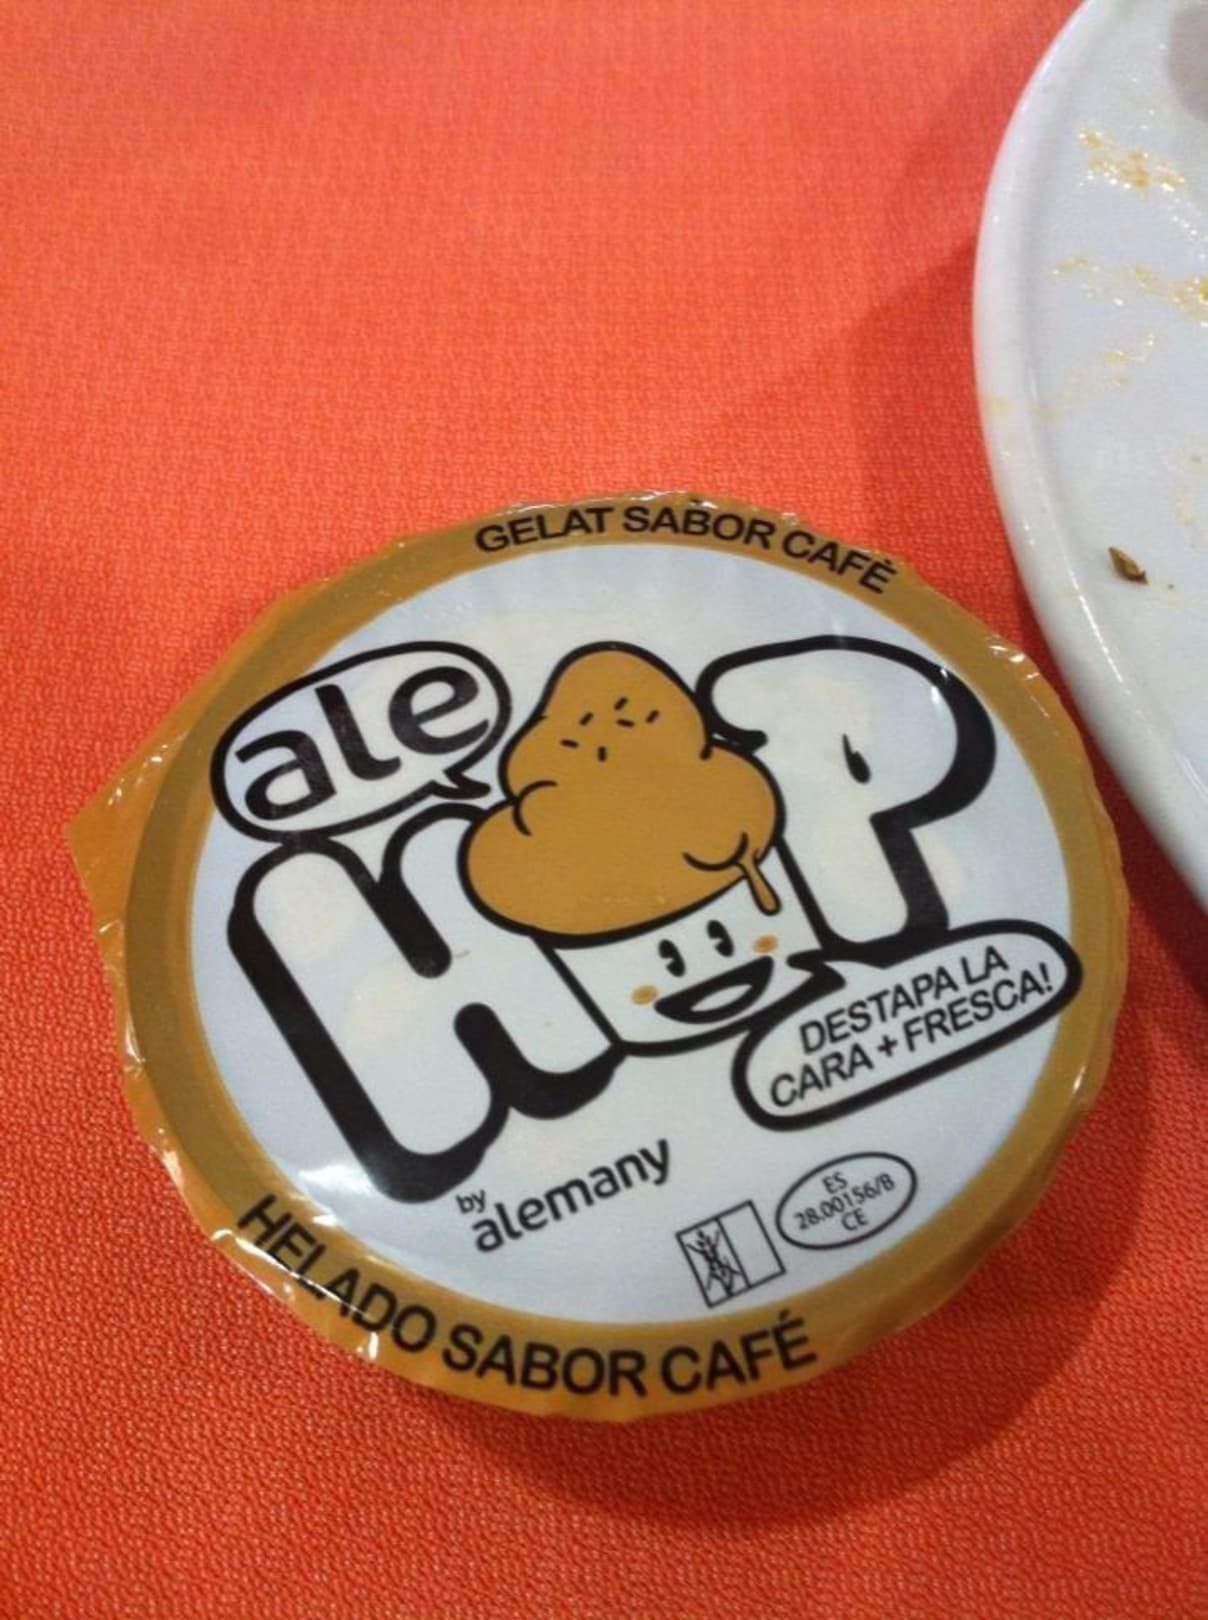 GELAT SABOR CAFÈ
ale
HOP
DESTAPA LA
CARA + FRESCA!
by
alemany
ES
28.00156/B
CE
HELADO SABOR CAFÉ